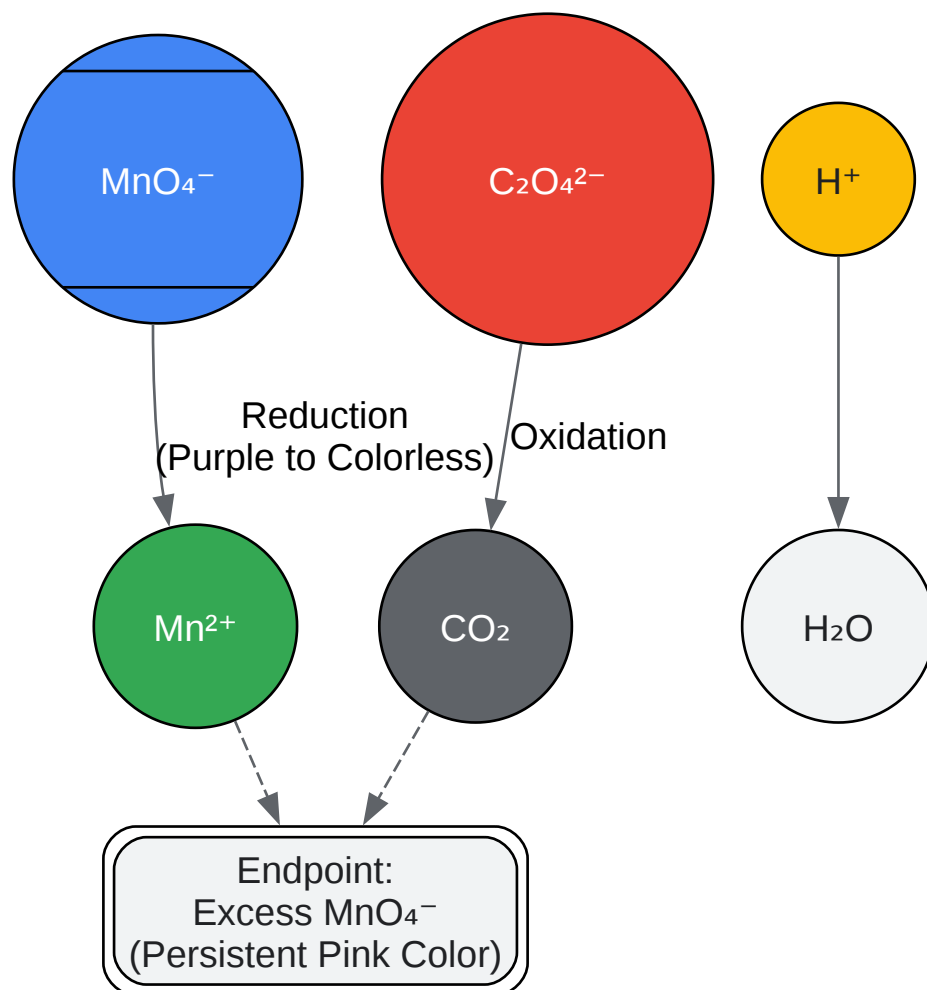 MnO₄⁻
C₂O₄²⁻
H⁺
Reduction
(Purple to Colorless)
Oxidation
Mn²⁺
CO₂
H₂O
Endpoint:
Excess MnO₄⁻
(Persistent Pink Color)